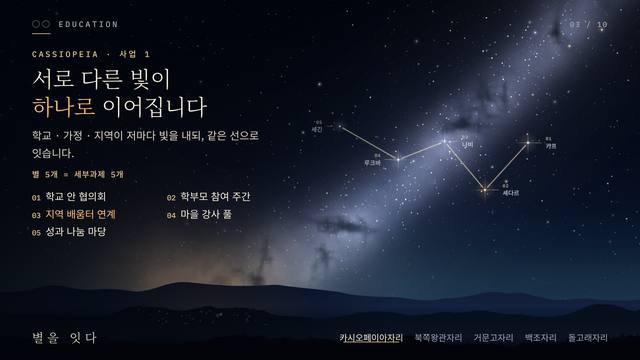 EDUCATION
03 / 10
CASSIOPEIA · 사업 1
서로 다른 빛이
하나로 이어집니다
학교 · 가정 · 지역이 저마다 빛을 내되, 같은 선으로
잇습니다.
별 5개 = 세부과제 5개
01 학교 안 협의회
02 학부모 참여 주간
03 지역 배움터 연계
04 마을 강사 풀
05 성과 나눔 마당
05
세긴
04
루크바
나비
02
셰다르
01
카프
별을 잇다
카시오페이아자리 북쪽왕관자리 거문고자리 백조자리 돌고래자리